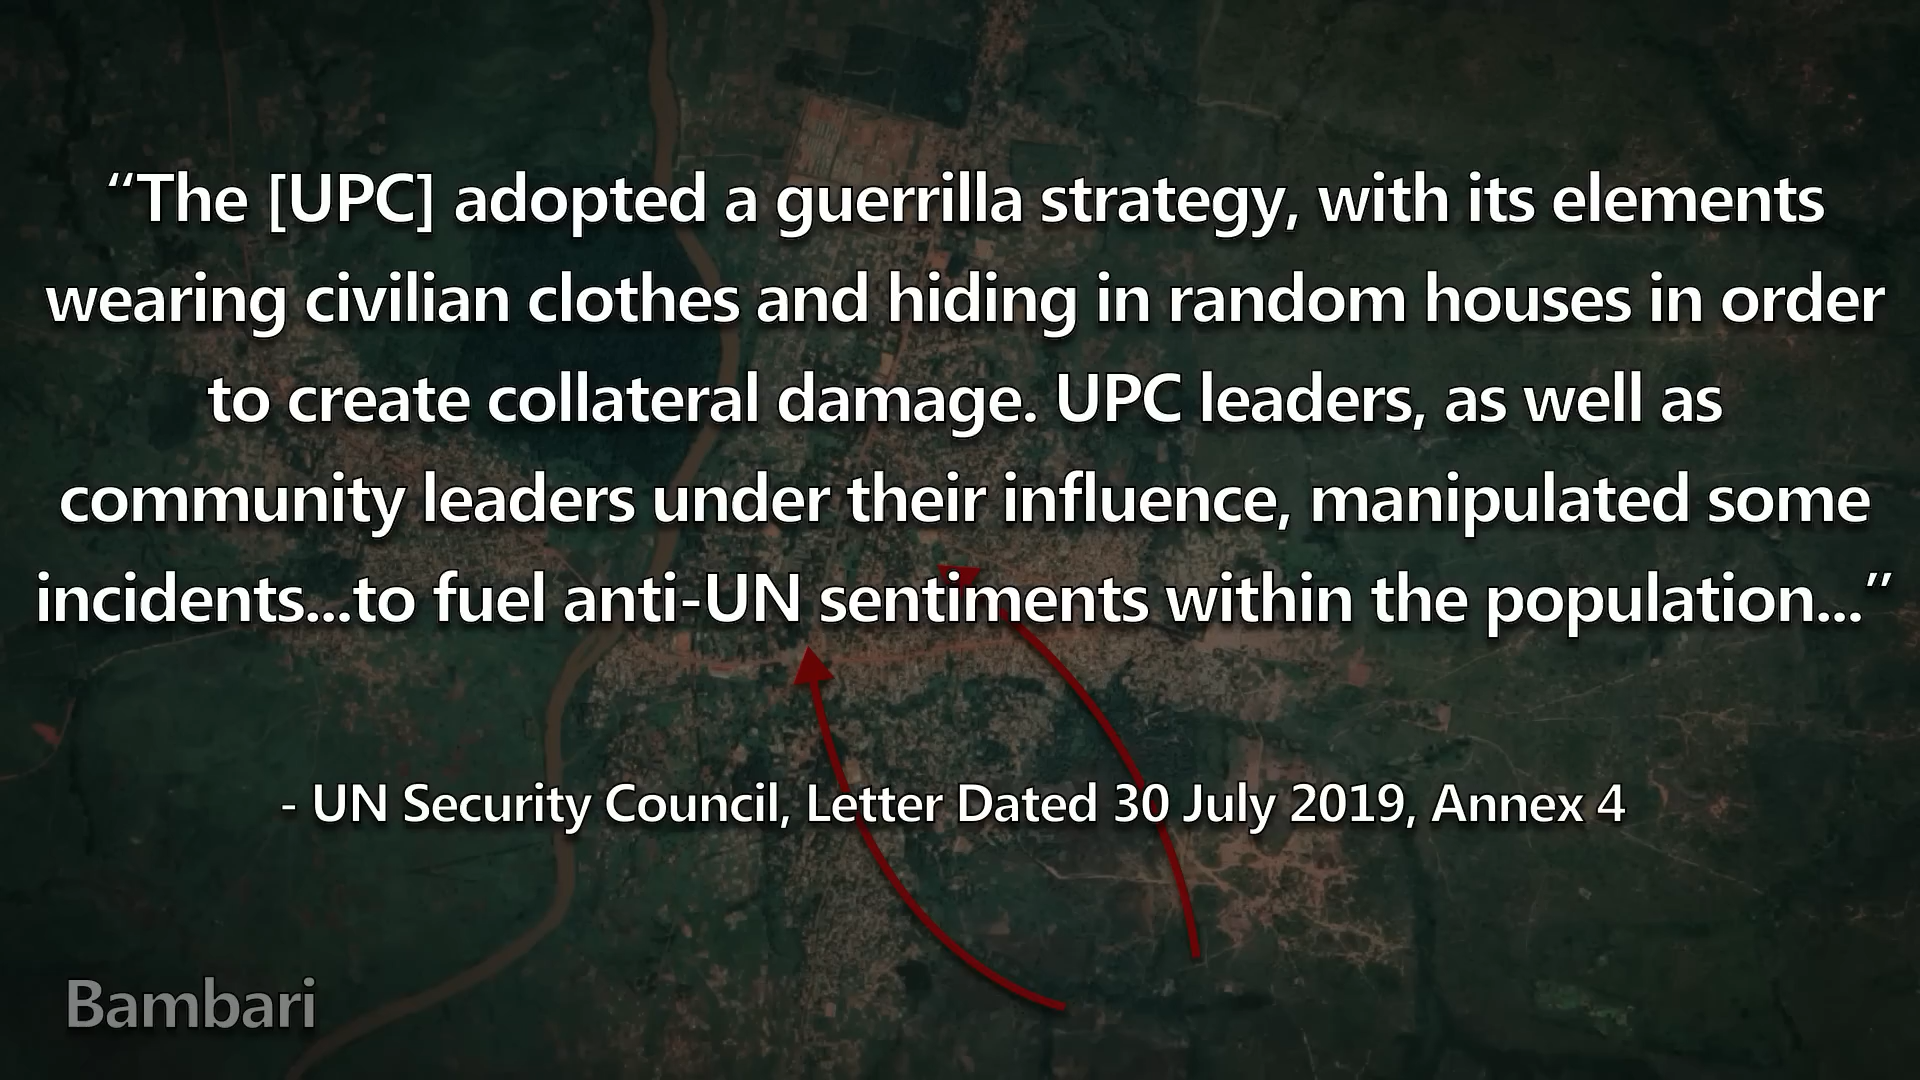 “The [UPC] adopted a guerrilla strategy, with its elements
wearing civilian clothes and hiding in random houses in order
to create collateral damage. UPC leaders, as well as
community leaders under their influence, manipulated some
incidents...to fuel anti-UN sentiments within the population...”
- UN Security Council, Letter Dated 30 July 2019, Annex 4
Bambari